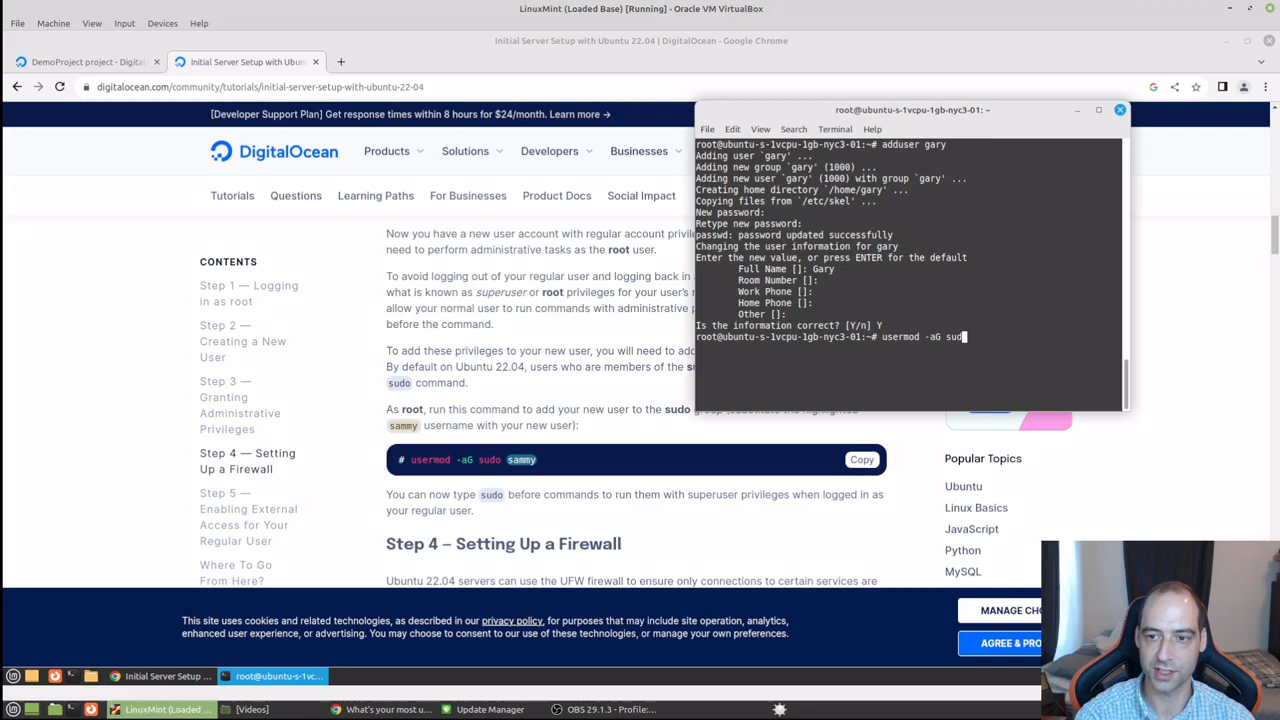 LinuxMint (Loaded Base) [Running] - Oracle VM VirtualBox
File Machine View Input Devices Help
Initial Server Setup with Ubuntu 22.04 | DigitalOcean - Google Chrome
DemoProject project - Digital
Initial Server Setup with Ubun
digitalocean.com/community/tutorials/initial-server-setup-with-ubuntu-22-04
[Developer Support Plan] Get response times within 8 hours for $24/month. Learn more →
DigitalOcean
Products Solutions Developers Businesses
Tutorials Questions Learning Paths For Businesses Product Docs Social Impact
CONTENTS
Step 1 — Logging
in as root
Step 2 —
Creating a New
User
Step 3 —
Granting
Administrative
Privileges
Step 4 — Setting
Up a Firewall
Step 5 —
Enabling External
Access for Your
Regular User
Where To Go
From Here?
Now you have a new user account with regular account
need to perform administrative tasks as the root user.
To avoid logging out of your regular user and logging back in
what is known as superuser or root privileges for your user's
allow your normal user to run commands with administrative
before the command.
To add these privileges to your new user, you will need to
By default on Ubuntu 22.04, users who are members of the
sudo command.
As root, run this command to add your new user to the sudo group (substitute the highlighted
sammy username with your new user):
# usermod -aG sudo sammy
Copy
You can now type sudo before commands to run them with superuser privileges when logged in as
your regular user.
Step 4 — Setting Up a Firewall
Ubuntu 22.04 servers can use the UFW firewall to ensure only connections to certain services are
root@ubuntu-s-1vcpu-1gb-nyc3-01: ~
File Edit View Search Terminal Help
root@ubuntu-s-1vcpu-1gb-nyc3-01:~# adduser gary
Adding user `gary' ...
Adding new group `gary' (1000) ...
Adding new user `gary' (1000) with group `gary' ...
Creating home directory `/home/gary' ...
Copying files from `/etc/skel' ...
New password:
Retype new password:
passwd: password updated successfully
Changing the user information for gary
Enter the new value, or press ENTER for the default
Full Name []: Gary
Room Number []:
Work Phone []:
Home Phone []:
Other []:
Is the information correct? [Y/n] Y
root@ubuntu-s-1vcpu-1gb-nyc3-01:~# usermod -aG sud
Popular Topics
Ubuntu
Linux Basics
JavaScript
Python
MySQL
This site uses cookies and related technologies, as described in our privacy policy, for purposes that may include site operation, analytics,
enhanced user experience, or advertising. You may choose to consent to our use of these technologies, or manage your own preferences.
MANAGE
AGREE &
Initial Server Setup ...
root@ubuntu-s-1vc...
LinuxMint (Loaded ...
[Videos]
What's your most u...
Update Manager
OBS 29.1.3 - Profile:...